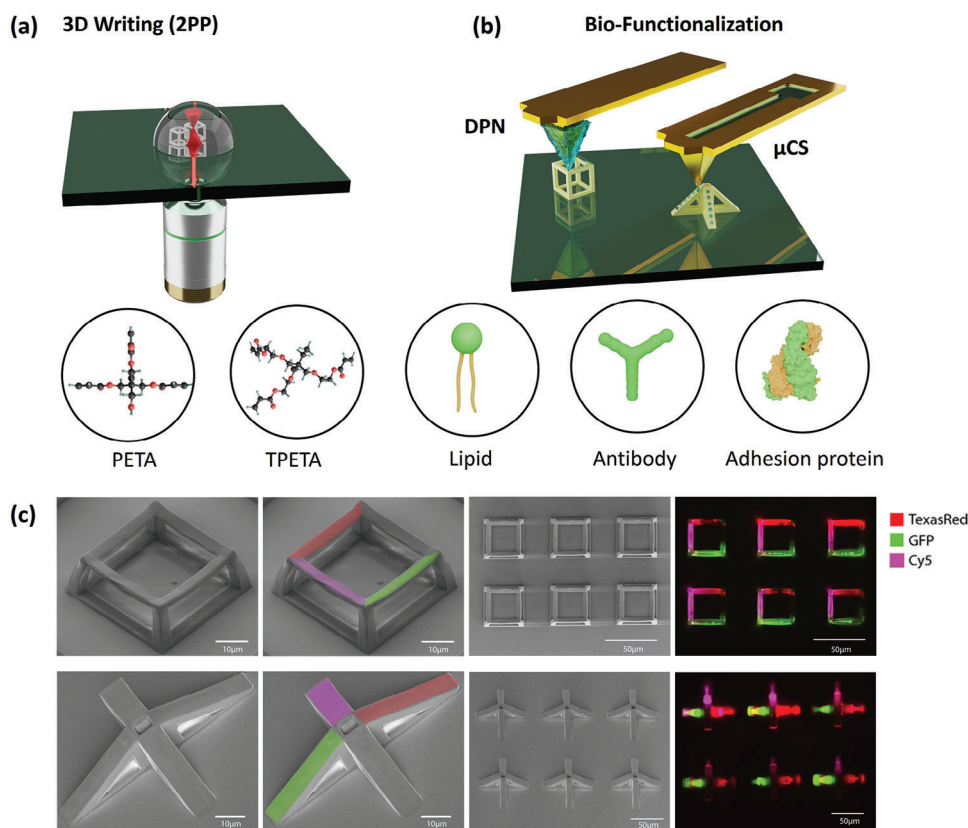 (a) 3D Writing (2PP)
(b) Bio-Functionalization
DPN
μCS
PETA
TPETA
Lipid
Antibody
Adhesion protein
(c)
10μm
10μm
50μm
50μm
TexasRed
GFP
Cy5
10μm
10μm
50μm
50μm